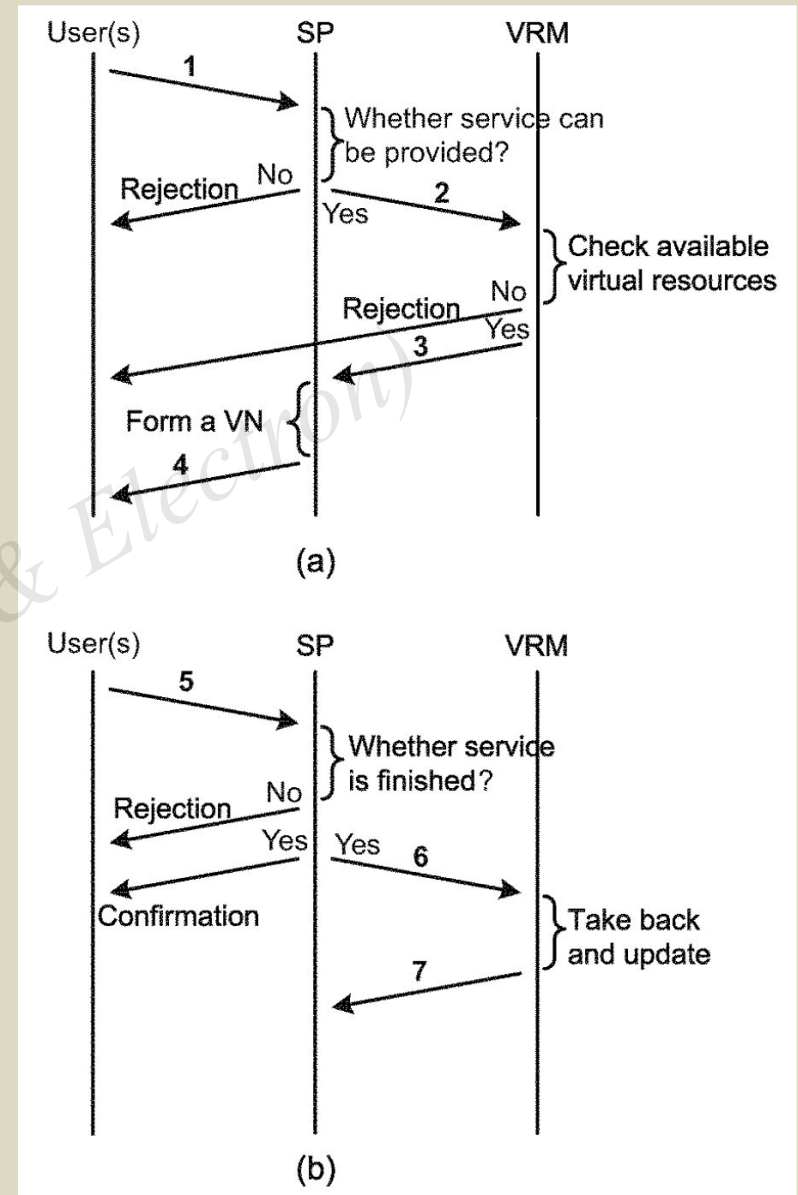 User(s) SP VRM
1
Whether service can
be provided?
No
Rejection
2
Yes
Check available
virtual resources
No
Rejection
Yes
3
Form a VN
4
& Electron)
(a)
User(s) SP VRM
5
Whether service
is finished?
No
Rejection
Yes Yes 6
Confirmation
Take back
and update
7
(b)